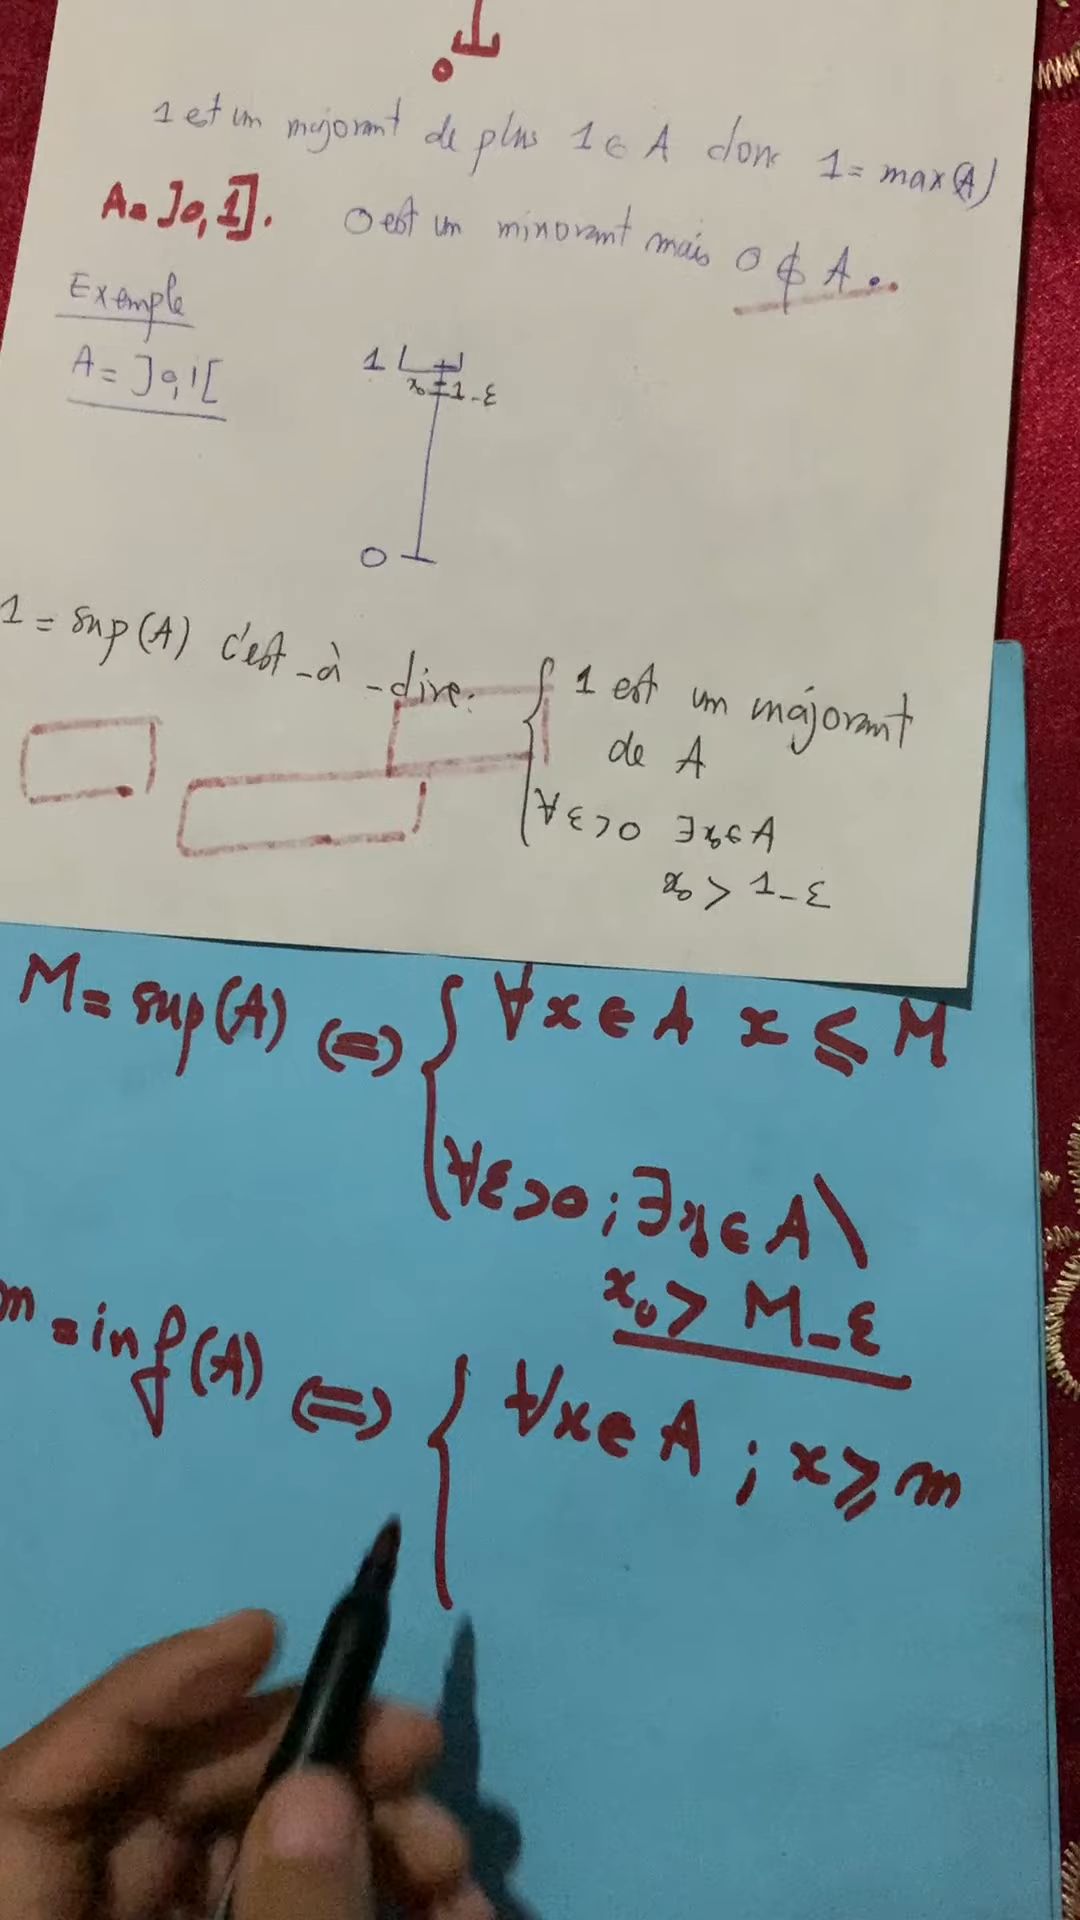 0
1 et un majorant de plus 1 ∈ A donc 1 = max(A)
A = ]0,1].
0 est un minorant mais 0 ∉ A..
Exemple
A = ]0,1[
1
x₀ 1-ε
0
1 = sup(A) c'est-à-dire.
{ 1 est un majorant
de A
∀ε>0 ∃x₀∈A
x₀ > 1-ε
M = sup(A) (=) { ∀x ∈ A x ≤ M
∀ε>0 ; ∃x₀∈A \
x₀ > M-ε
m = inf(A) (=) { ∀x∈A ; x ≥ m